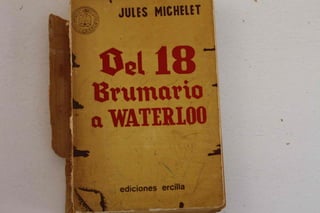 JULES MICHELET
Del 18
Brumario
a WATERLOO
ediciones ercilla